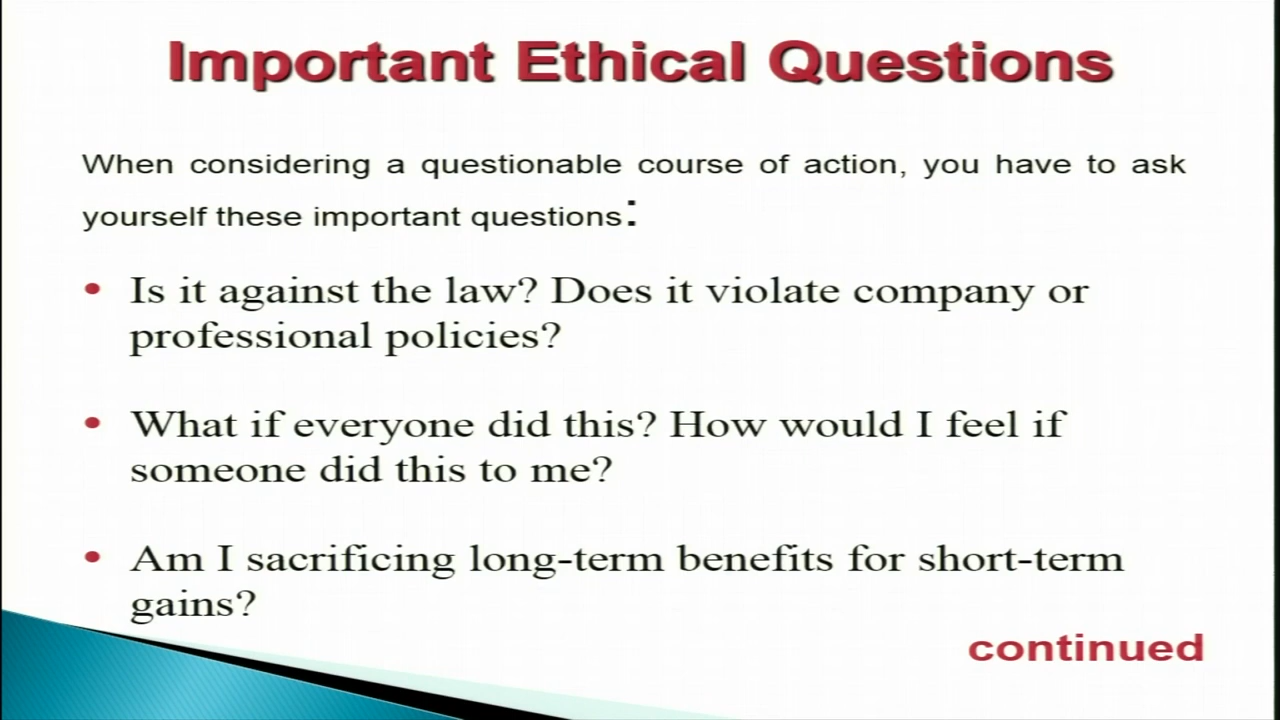 Important Ethical Questions
When considering a questionable course of action, you have to ask
yourself these important questions:
• Is it against the law? Does it violate company or
professional policies?
• What if everyone did this? How would I feel if
someone did this to me?
• Am I sacrificing long-term benefits for short-term
gains?
continued